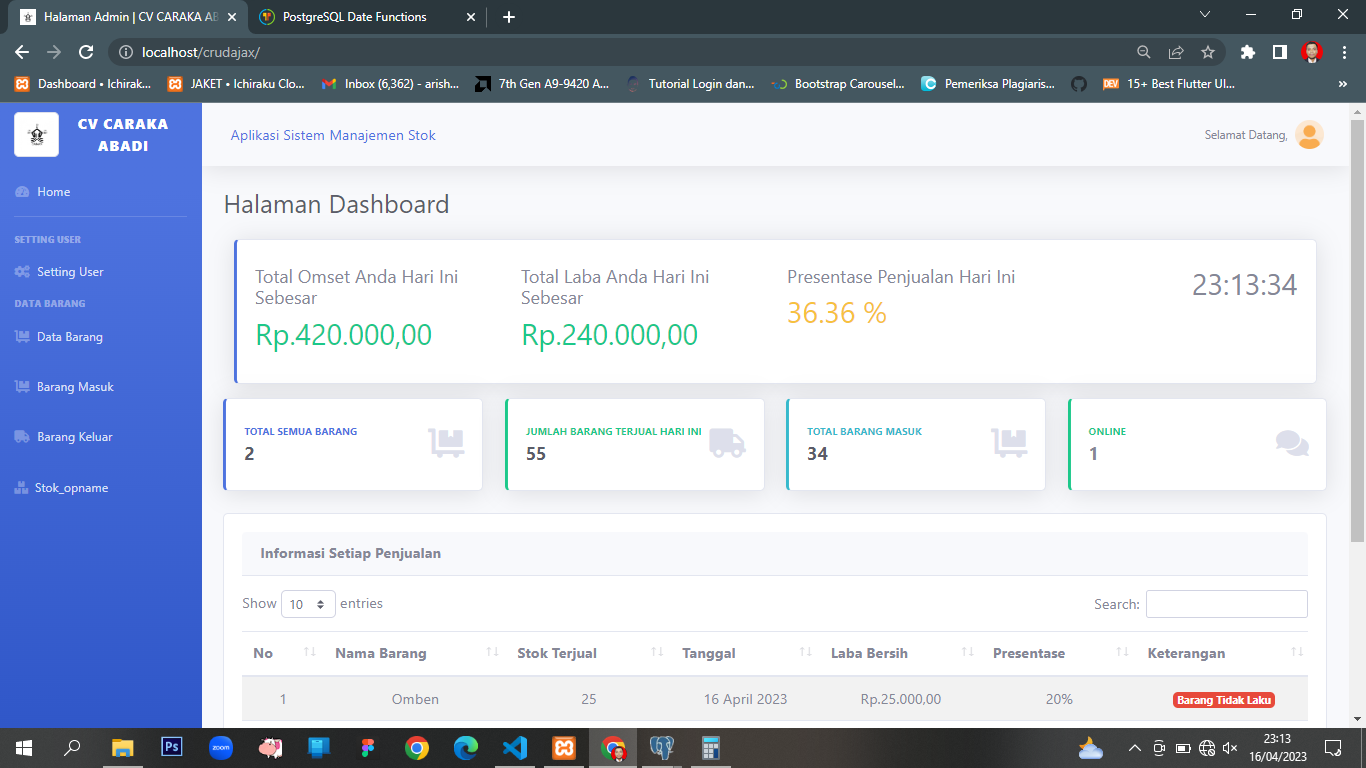 Halaman Admin | CV CARAKA AB
PostgreSQL Date Functions
localhost/crudajax/
Dashboard • Ichirak...
JAKET • Ichiraku Clo...
Inbox (6,362) - arish...
7th Gen A9-9420 A...
Tutorial Login dan...
Bootstrap Carousel...
Pemeriksa Plagiaris...
DEV
15+ Best Flutter UI...
»
CV CARAKA
ABADI
Aplikasi Sistem Manajemen Stok
Selamat Datang,
Home
SETTING USER
Setting User
DATA BARANG
Data Barang
Barang Masuk
Barang Keluar
Stok_opname
Halaman Dashboard
Total Omset Anda Hari Ini
Sebesar
Rp.420.000,00
Total Laba Anda Hari Ini
Sebesar
Rp.240.000,00
Presentase Penjualan Hari Ini
36.36 %
23:13:34
TOTAL SEMUA BARANG
2
JUMLAH BARANG TERJUAL HARI INI
55
TOTAL BARANG MASUK
34
ONLINE
1
Informasi Setiap Penjualan
Show 10 entries
Search:
No Nama Barang Stok Terjual Tanggal Laba Bersih Presentase Keterangan
1 Omben 25 16 April 2023 Rp.25.000,00 20% Barang Tidak Laku
Ps
zoom
23:13
16/04/2023